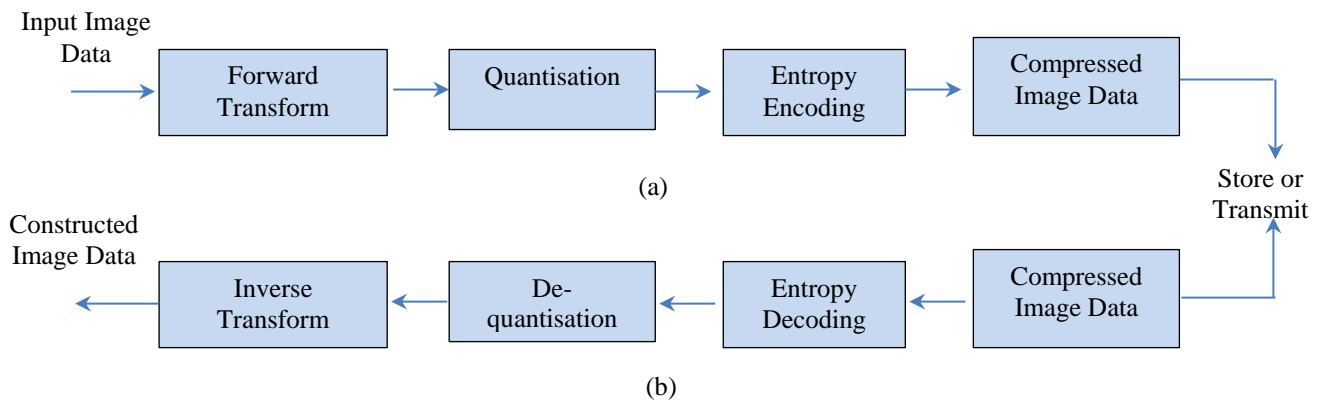 Input Image
Data
Forward
Transform
Quantisation
Entropy
Encoding
Compressed
Image Data
(a)
Store or
Transmit
Constructed
Image Data
Inverse
Transform
De-
quantisation
Entropy
Decoding
Compressed
Image Data
(b)